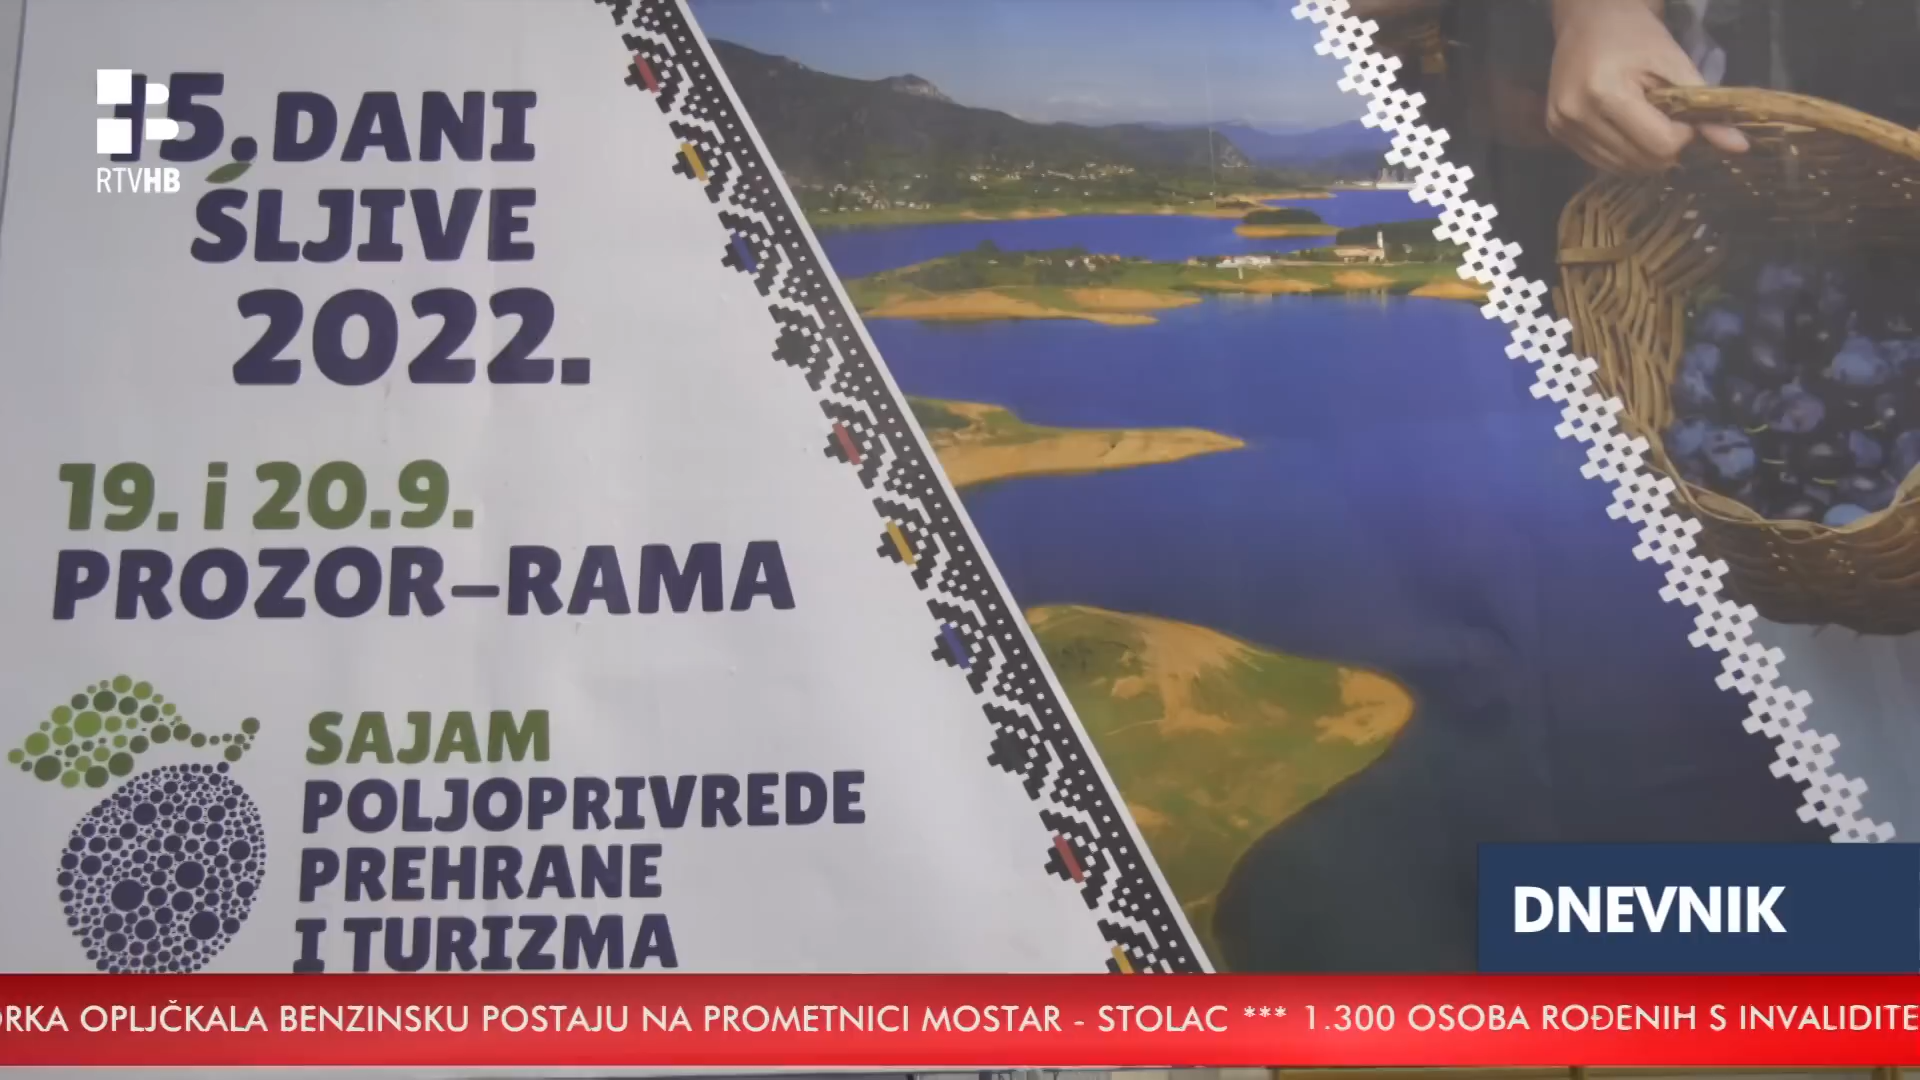 15. DANI
ŠLJIVE
2022.
RTVHB
19. i 20.9.
PROZOR–RAMA
SAJAM
POLJOPRIVREDE
PREHRANE
I TURIZMA
DNEVNIK
OPLJČKALA BENZINSKU POSTAJU NA PROMETNICI MOSTAR - STOLAC *** 1.300 OSOBA ROĐENIH S